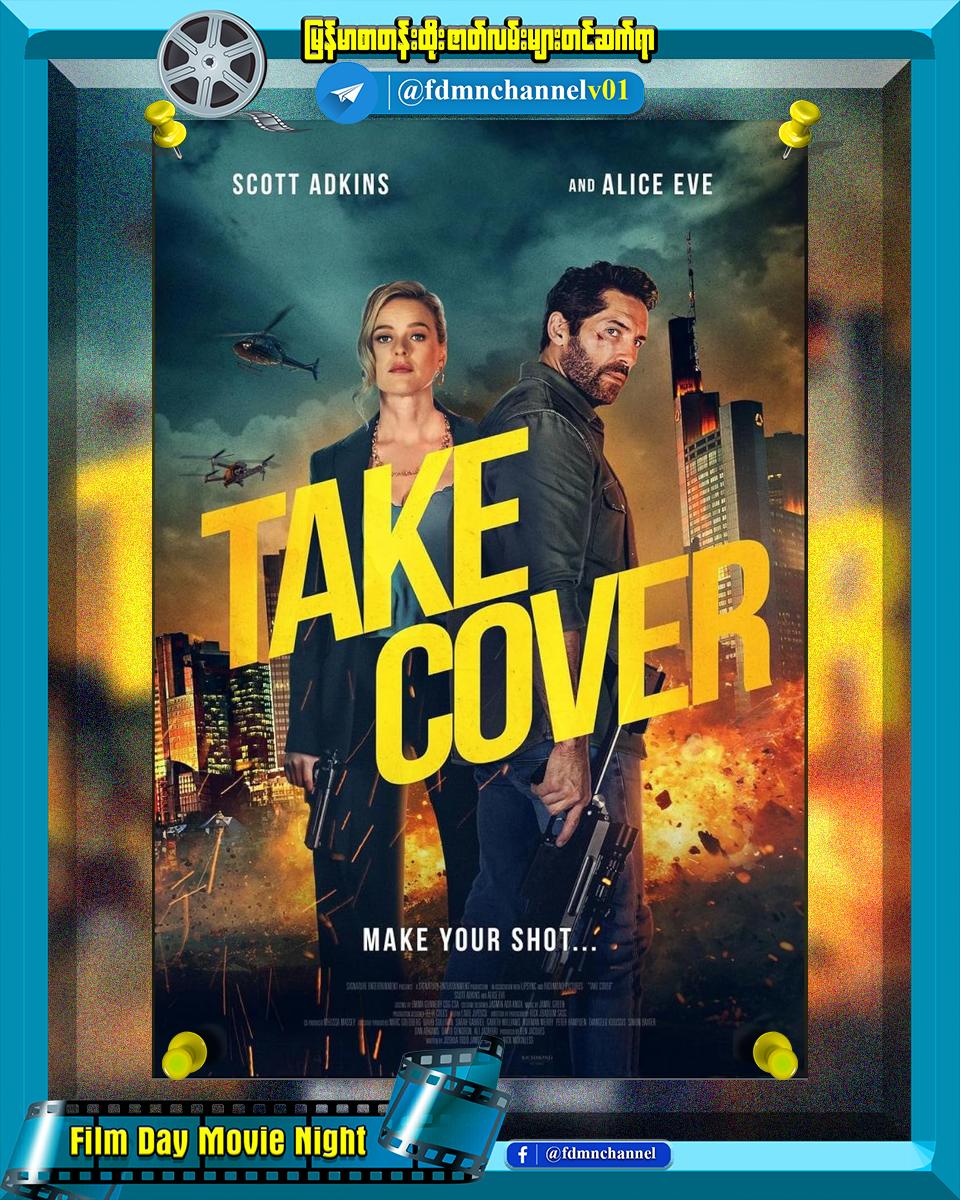 မြန်မာစာတန်းထိုးဇာတ်လမ်းများတင်ဆက်ရာ
@fdmnchannelv01
SCOTT ADKINS
AND ALICE EVE
TAKE
COVER
MAKE YOUR SHOT...
Film Day Movie Night
@fdmnchannel